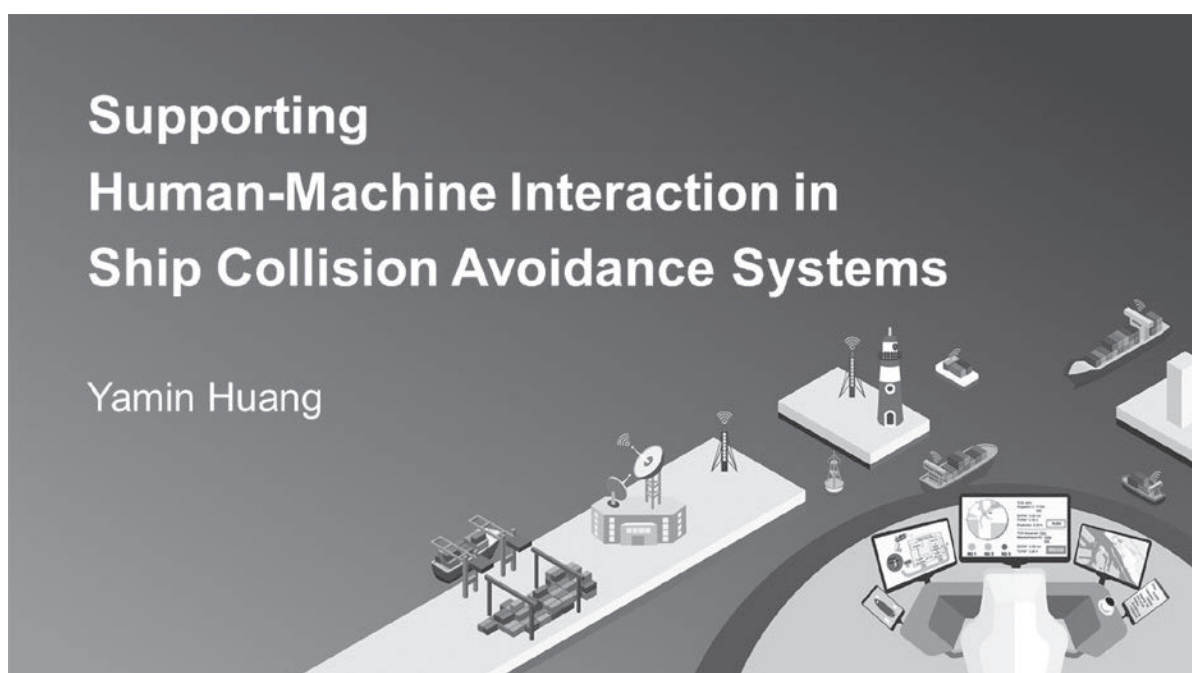 Supporting
Human-Machine Interaction in
Ship Collision Avoidance Systems
Yamin Huang